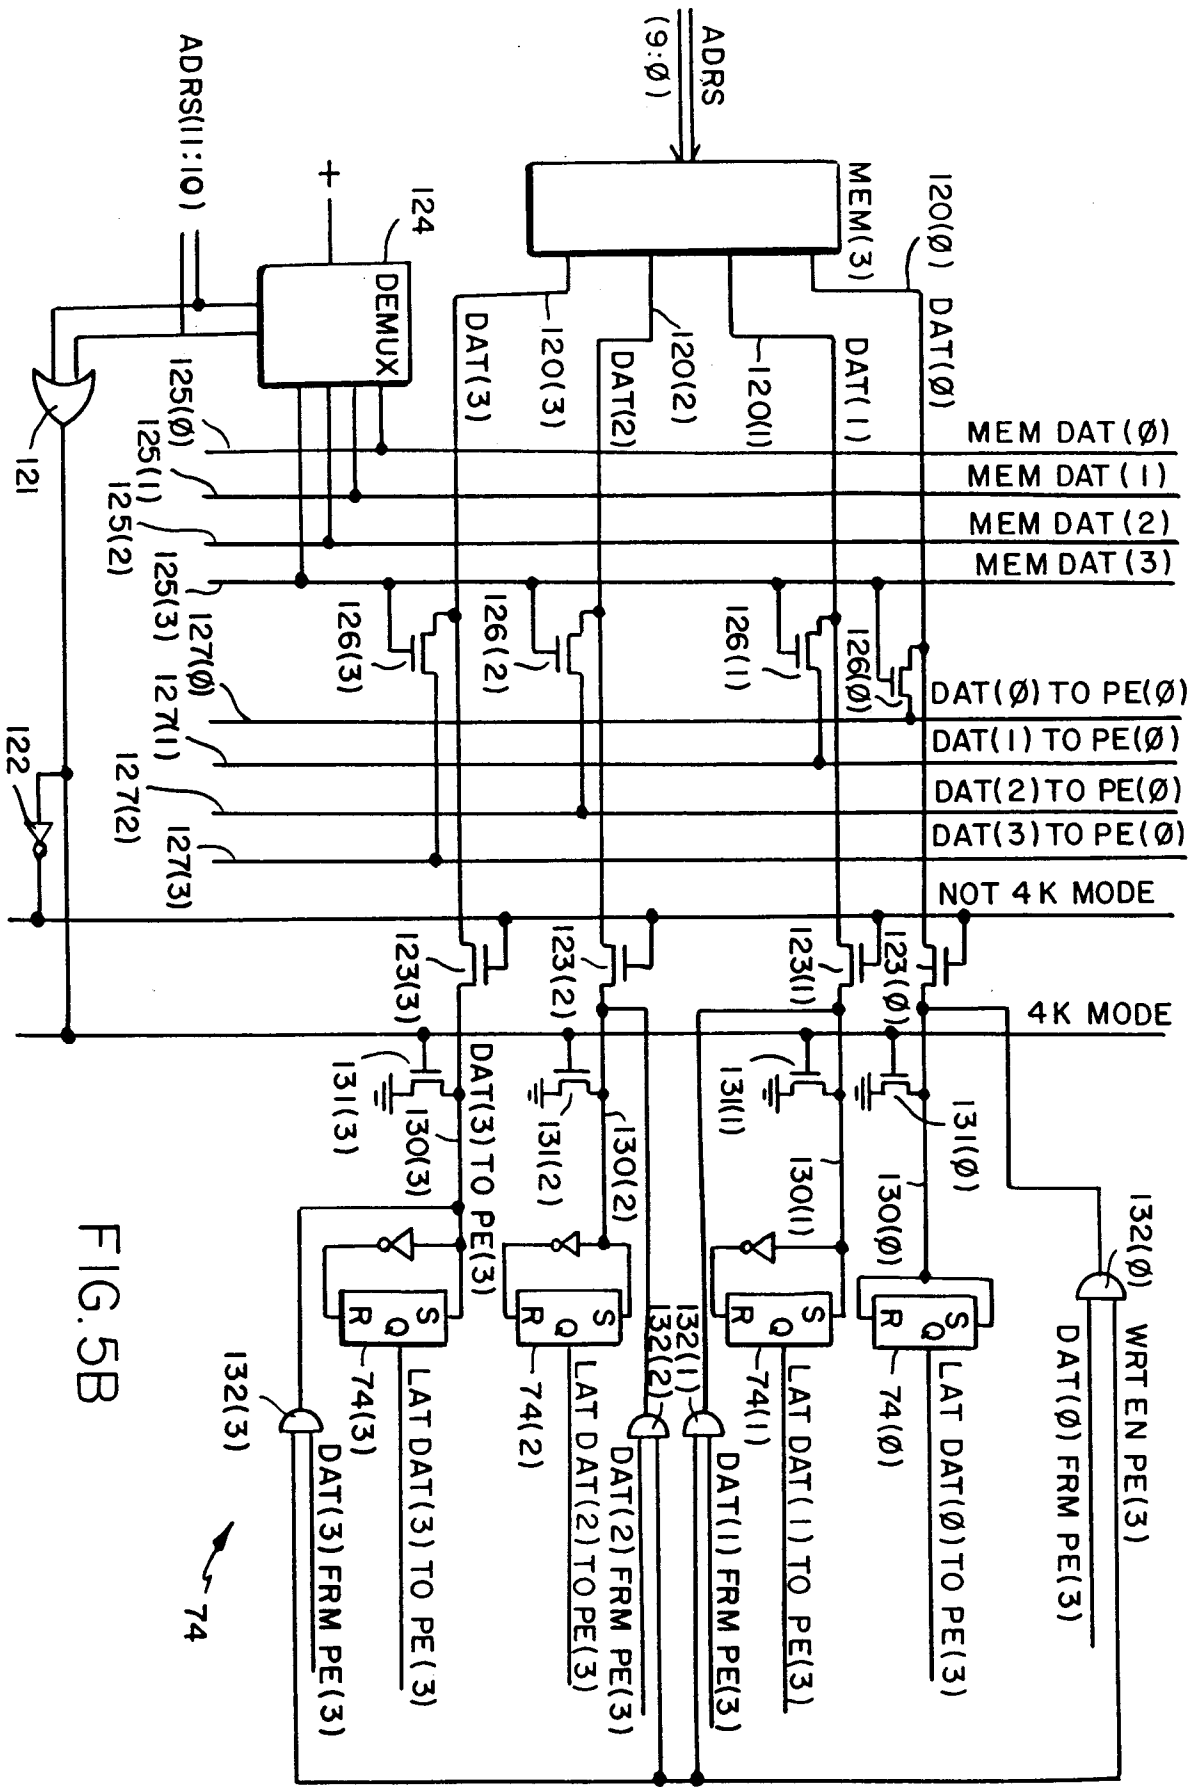 ADRS
(9:Ø)
MEM(3)
120(Ø)
DAT(Ø)
120(1)
DAT(1)
120(2)
DAT(2)
120(3)
DAT(3)
ADRS(11:10)
+
124
DEMUX
121
122
125(Ø)
125(1)
125(2)
125(3)
127(Ø)
127(1)
127(2)
127(3)
MEM DAT(Ø)
MEM DAT(1)
MEM DAT(2)
MEM DAT(3)
126(Ø)
126(1)
126(2)
126(3)
DAT(Ø) TO PE(Ø)
DAT(1) TO PE(Ø)
DAT(2) TO PE(Ø)
DAT(3) TO PE(Ø)
NOT 4K MODE
123(Ø)
123(1)
123(2)
123(3)
4K MODE
131(Ø)
131(1)
131(2)
131(3)
130(Ø)
130(1)
130(2)
130(3)
DAT(3) TO PE(3)
132(Ø)
WRT EN PE(3)
DAT(Ø) FRM PE(3)
S
Q
R
74(Ø)
LAT DAT(Ø) TO PE(3)
S
Q
R
74(1)
LAT DAT(1) TO PE(3)
132(1)
DAT(1) FRM PE(3)
132(2)
DAT(2) FRM PE(3)
S
Q
R
74(2)
LAT DAT(2) TO PE(3)
S
Q
R
74(3)
LAT DAT(3) TO PE(3)
132(3)
DAT(3) FRM PE(3)
74
FIG. 5B